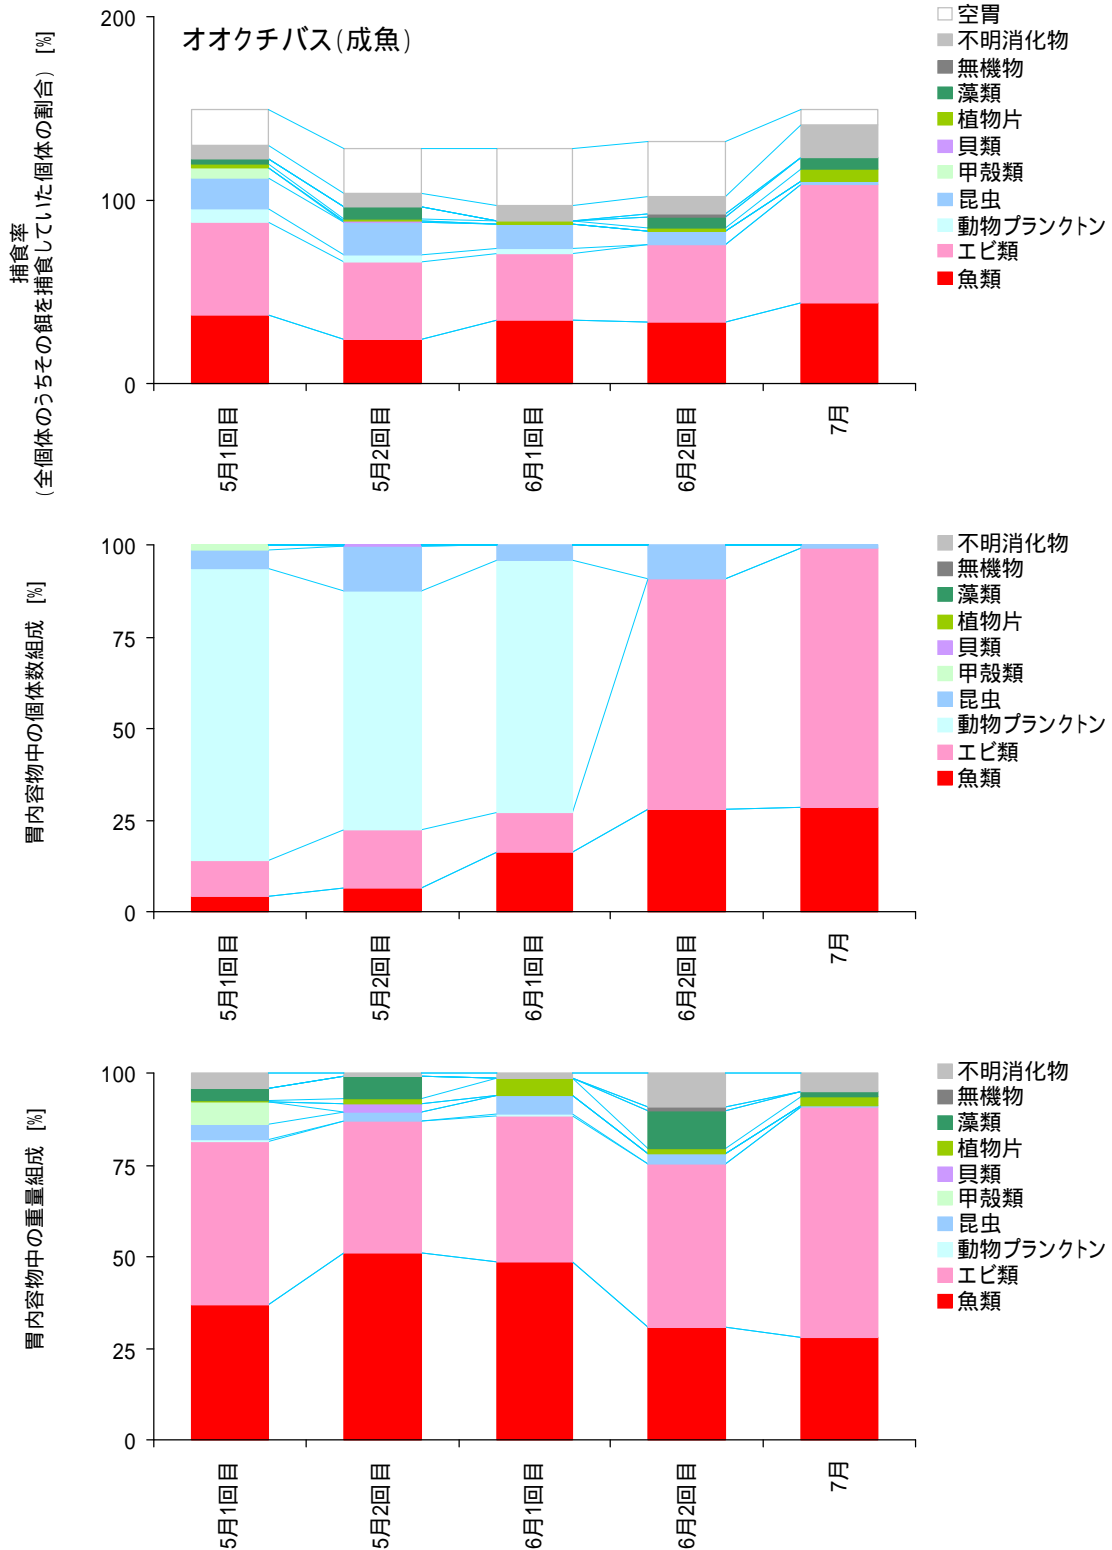 オオクチバス(成魚)
捕食率
(全個体のうちその餌を捕食していた個体の割合) [%]
200
100
0
5月1回目
5月2回目
6月1回目
6月2回目
7月
空胃
不明消化物
無機物
藻類
植物片
貝類
甲殻類
昆虫
動物プランクトン
エビ類
魚類
胃内容物中の個体数組成 [%]
100
75
50
25
0
5月1回目
5月2回目
6月1回目
6月2回目
7月
不明消化物
無機物
藻類
植物片
貝類
甲殻類
昆虫
動物プランクトン
エビ類
魚類
胃内容物中の重量組成 [%]
100
75
50
25
0
5月1回目
5月2回目
6月1回目
6月2回目
7月
不明消化物
無機物
藻類
植物片
貝類
甲殻類
昆虫
動物プランクトン
エビ類
魚類